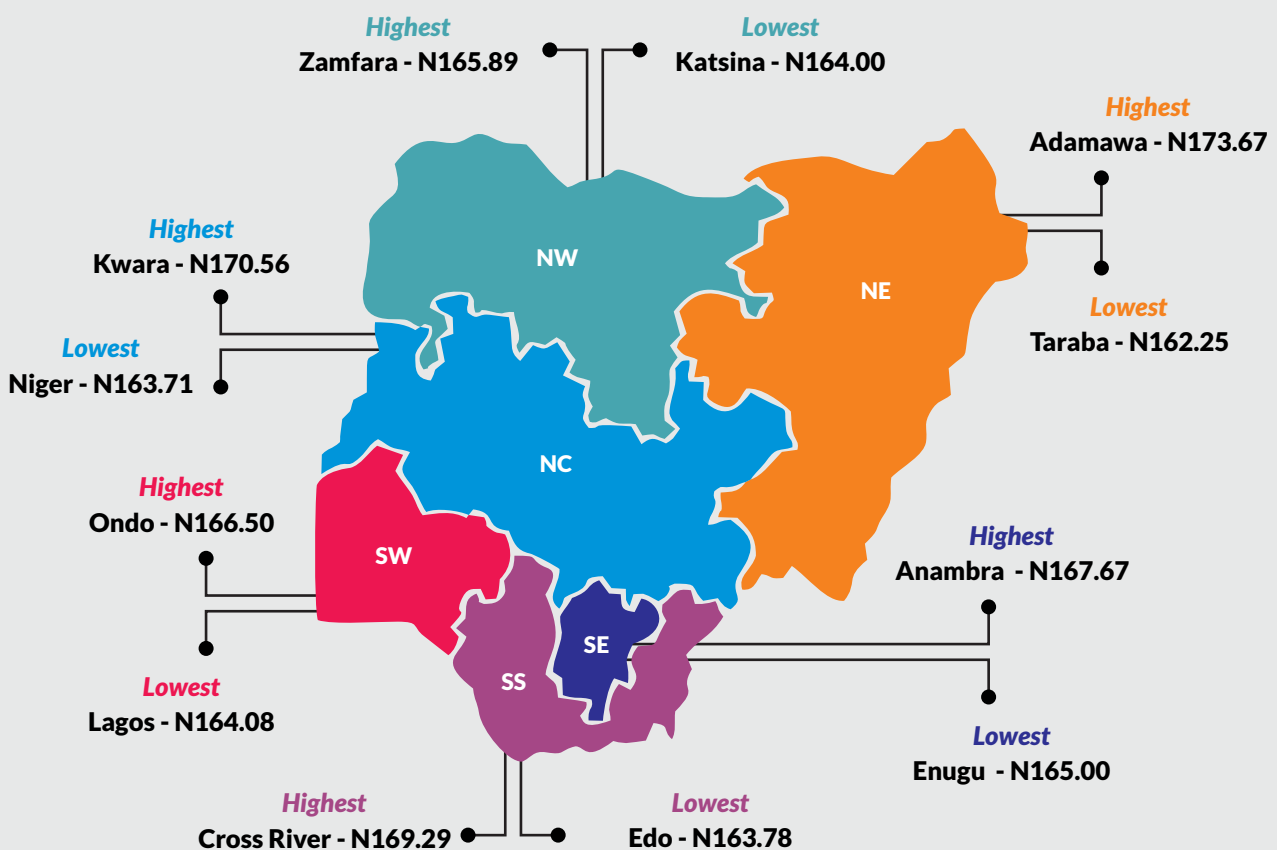 Highest
Zamfara - N165.89
Lowest
Katsina - N164.00
Highest
Adamawa - N173.67
Lowest
Taraba - N162.25
Highest
Kwara - N170.56
Lowest
Niger - N163.71
NW
NE
NC
Highest
Ondo - N166.50
Lowest
Lagos - N164.08
SW
SS
SE
Highest
Anambra - N167.67
Lowest
Enugu - N165.00
Highest
Cross River - N169.29
Lowest
Edo - N163.78